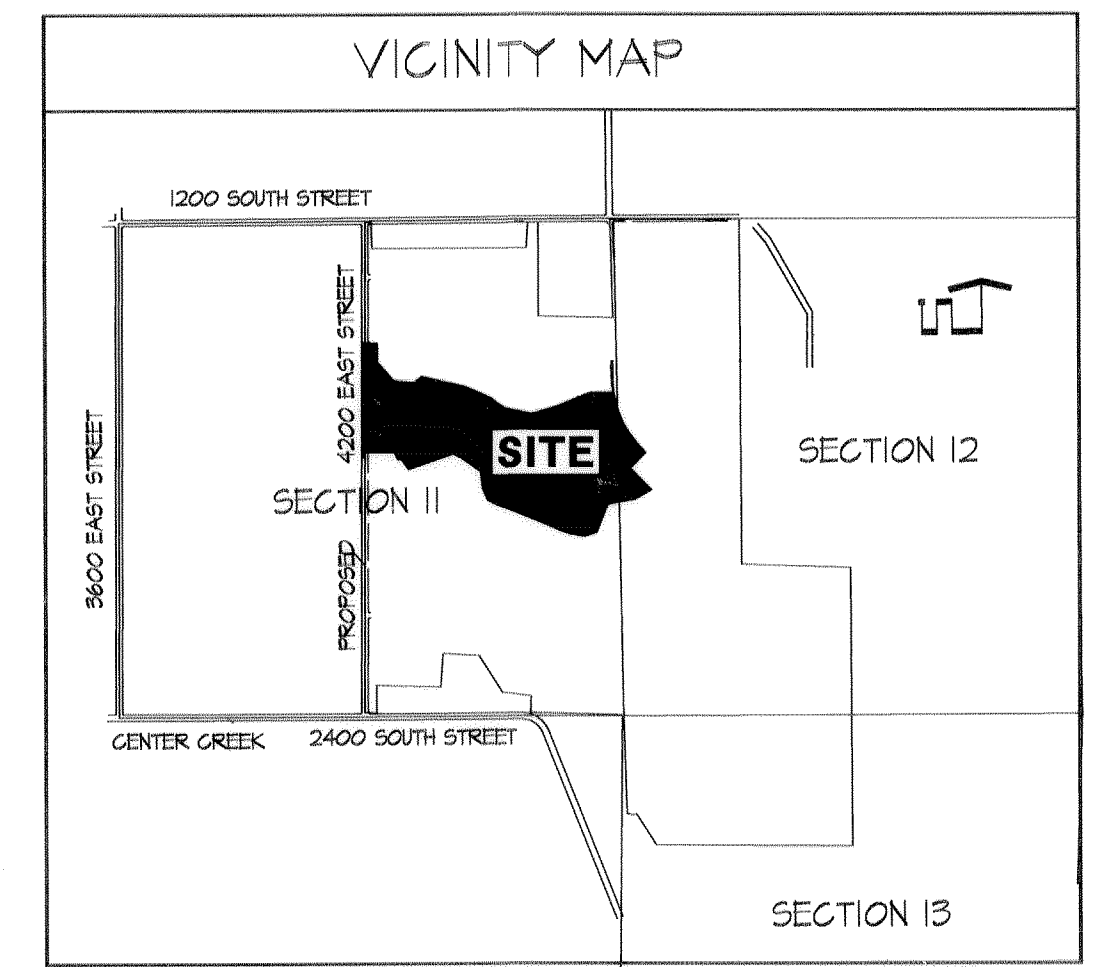 VICINITY MAP
1200 SOUTH STREET
4200 EAST STREET
3600 EAST STREET
SITE
SECTION 12
SECTION 11
PROPOSED
CENTER CREEK
2400 SOUTH STREET
SECTION 13